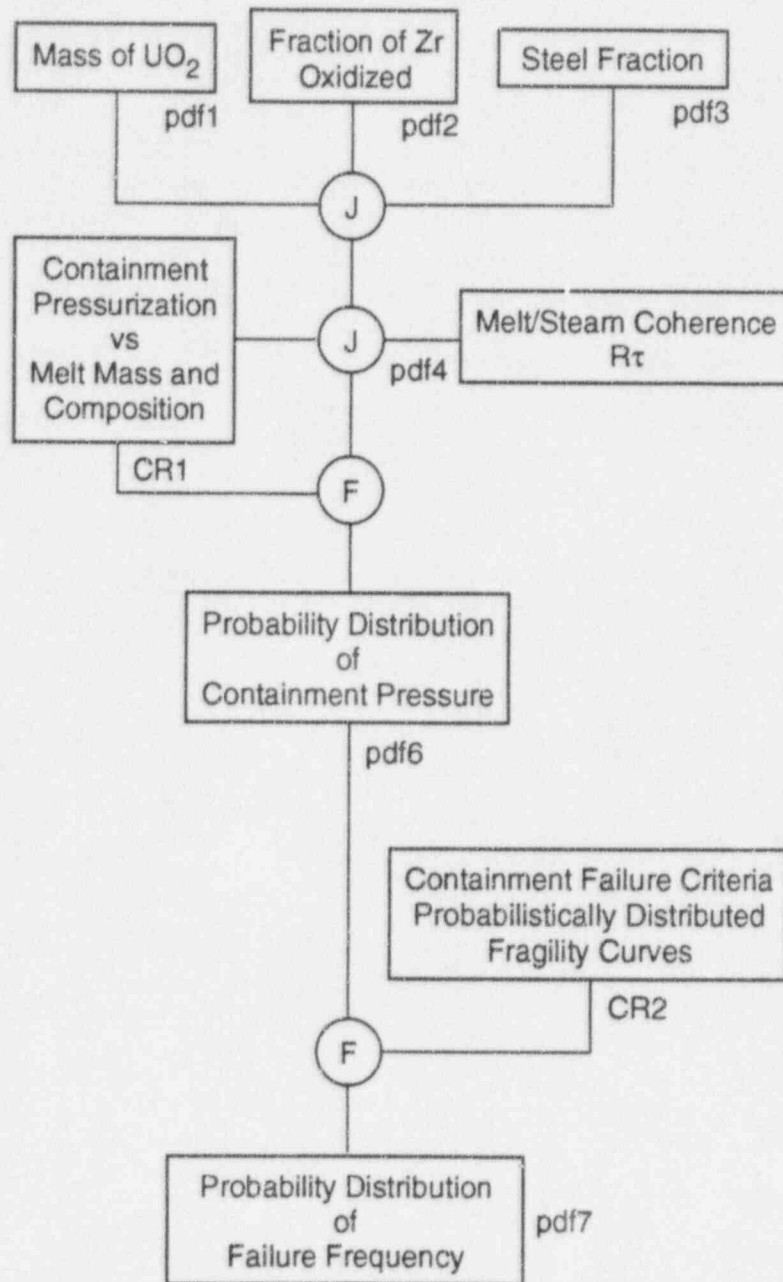 Mass of UO₂
pdf1
Fraction of Zr
Oxidized
pdf2
Steel Fraction
pdf3
J
Containment
Pressurization
vs
Melt Mass and
Composition
CR1
J
pdf4
Melt/Steam Coherence
Rτ
F
Probability Distribution
of
Containment Pressure
pdf6
Containment Failure Criteria
Probabilistically Distributed
Fragility Curves
CR2
F
Probability Distribution
of
Failure Frequency
pdf7